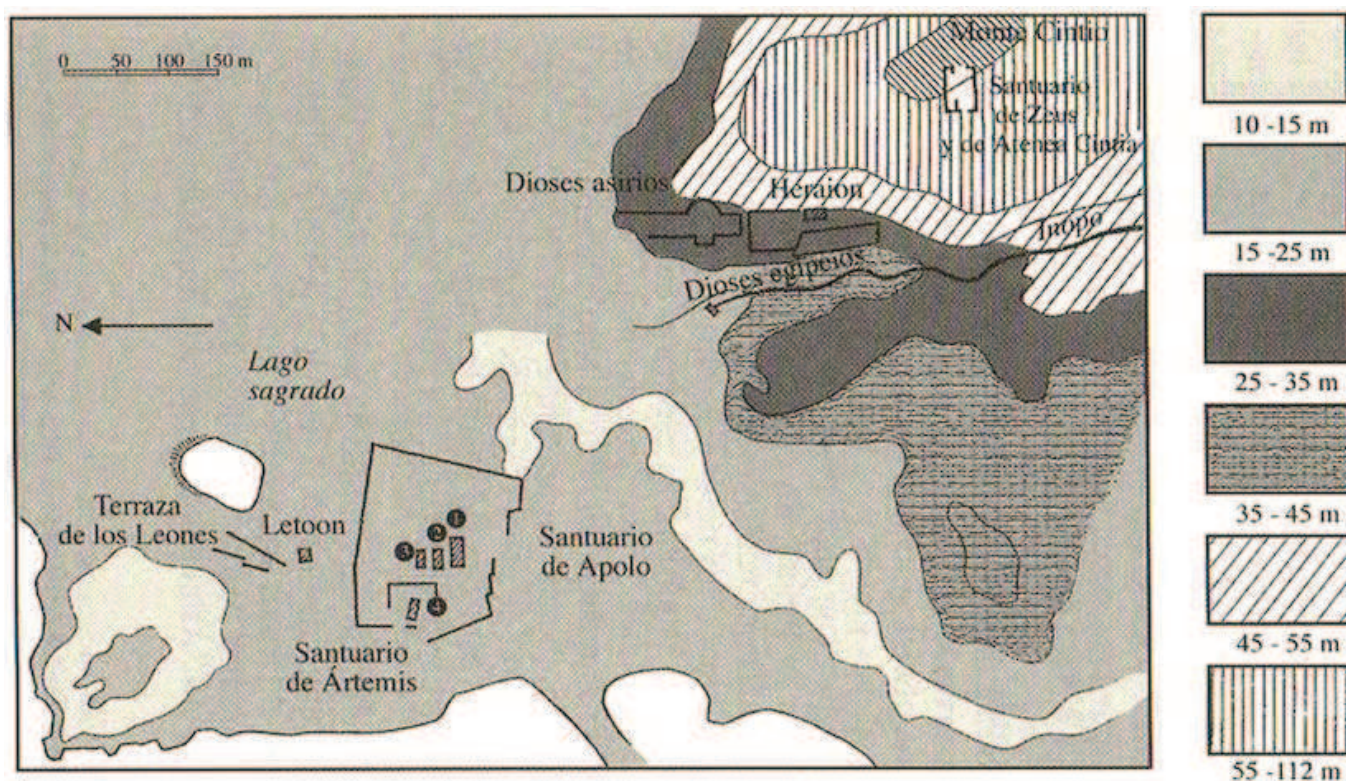 Monte Cintio
0 50 100 150 m
Santuario
de Zeus
y de Atenea Cintia
Dioses asirios
Heraion
Inopo
Dioses egipcios
N
Lago
sagrado
Terraza
de los Leones
Letoon
1
2
3
4
Santuario
de Apolo
Santuario
de Ártemis
10 -15 m
15 -25 m
25 - 35 m
35 - 45 m
45 - 55 m
55 -112 m